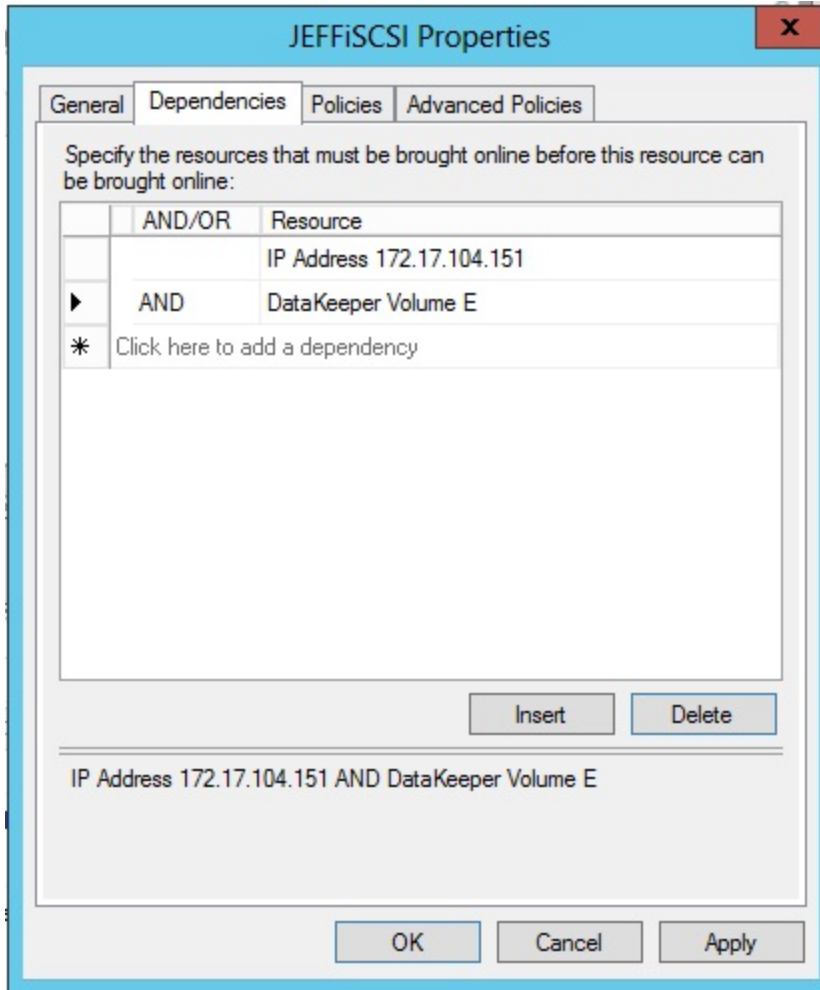 JEFFiSCSI Properties
x
General Dependencies Policies Advanced Policies
Specify the resources that must be brought online before this resource can
be brought online:
AND/OR Resource
IP Address 172.17.104.151
AND DataKeeper Volume E
Click here to add a dependency
Insert Delete
IP Address 172.17.104.151 AND DataKeeper Volume E
OK Cancel Apply